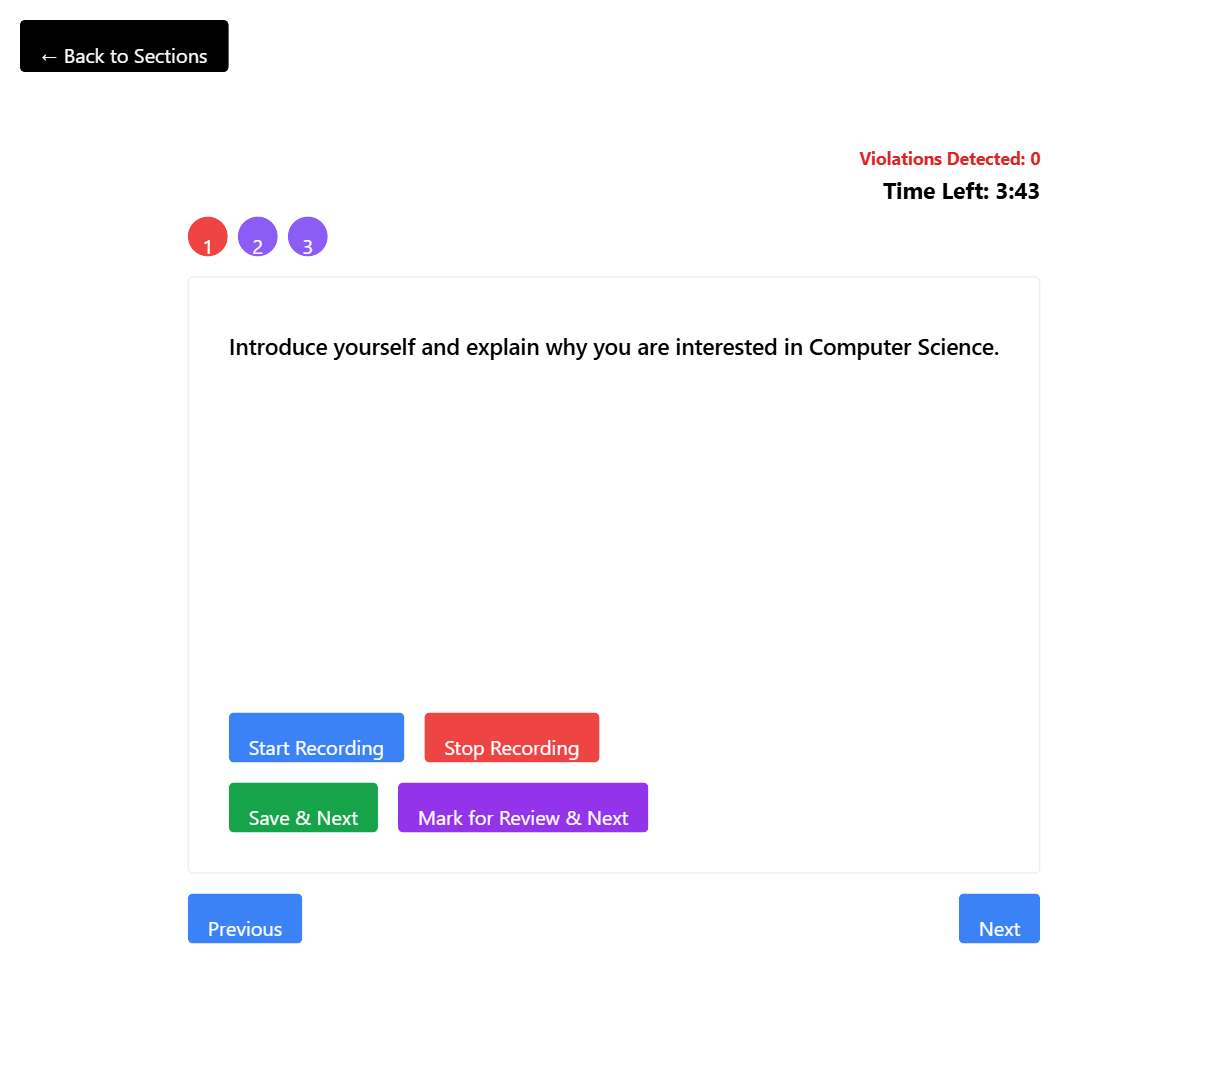 ← Back to Sections
Violations Detected: 0
Time Left: 3:43
1 2 3
Introduce yourself and explain why you are interested in Computer Science.
Start Recording Stop Recording
Save & Next Mark for Review & Next
Previous Next